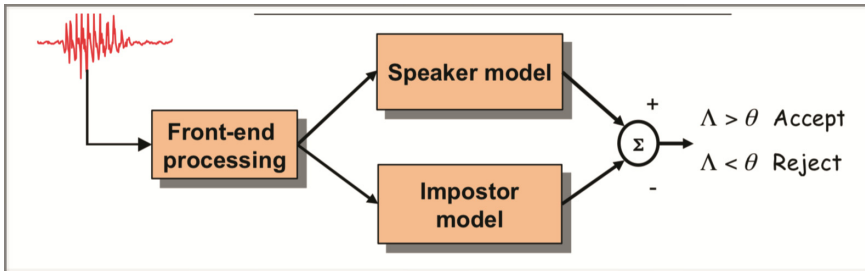 Speaker model
Front-end
processing
Impostor
model
+
Σ
-
Λ > θ Accept
Λ < θ Reject